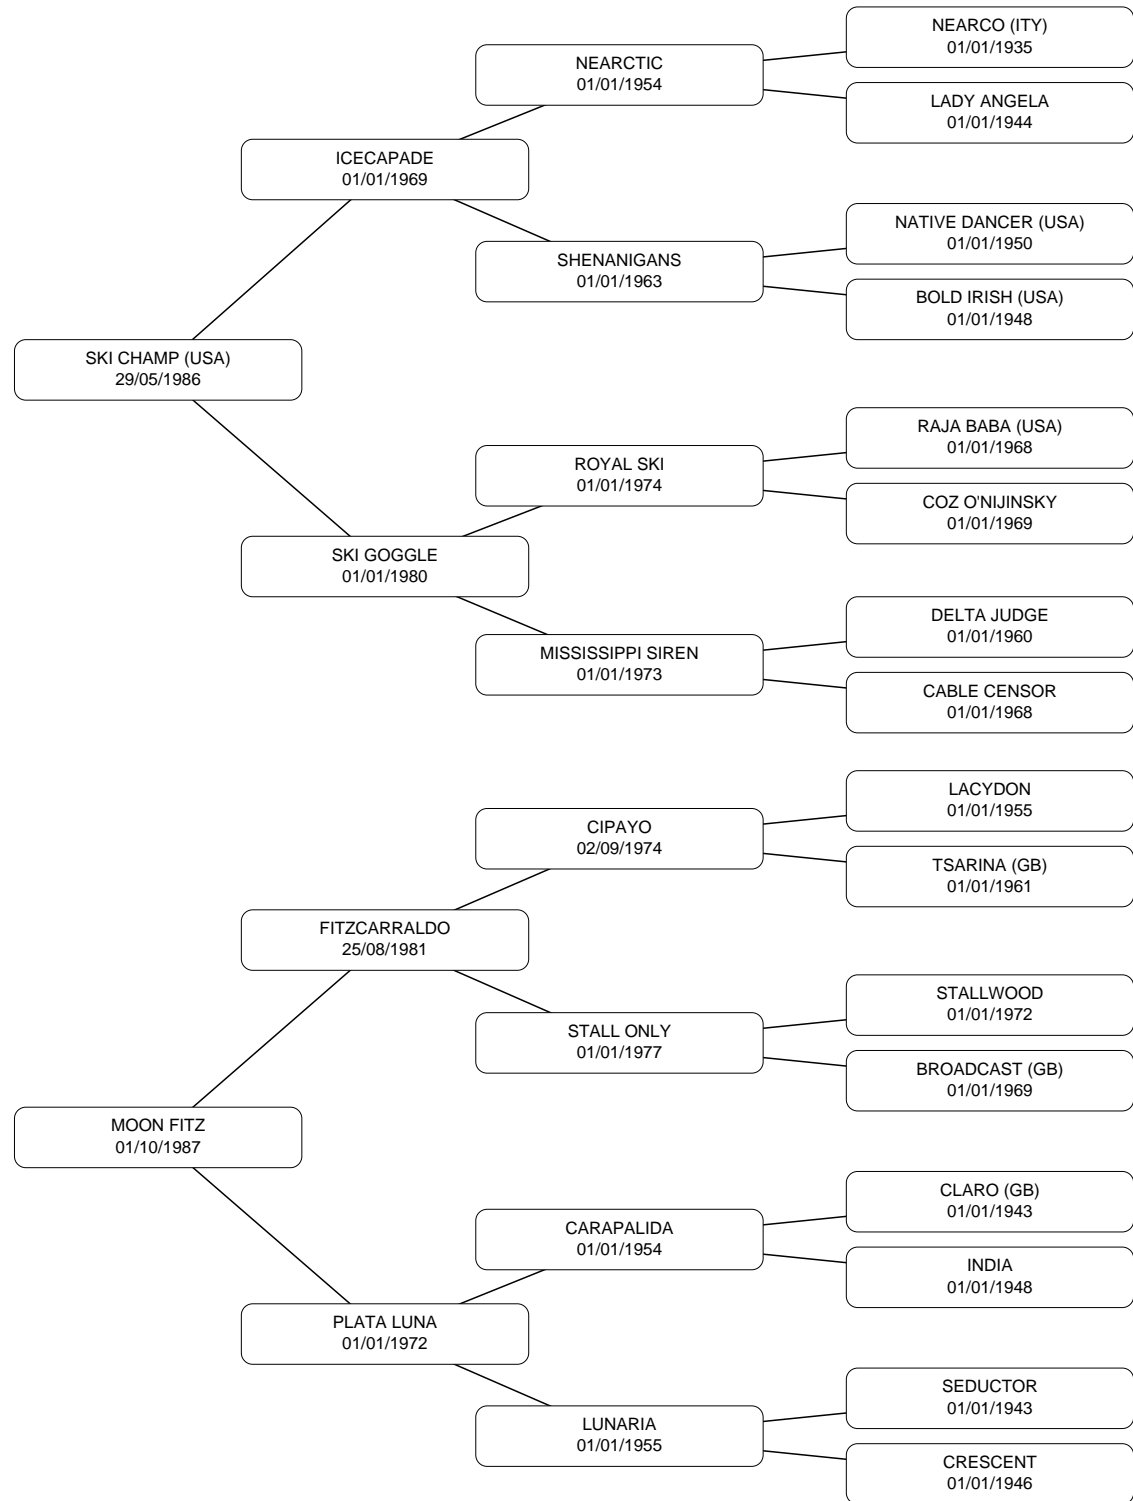 NEARCO (ITY)
01/01/1935
NEARCTIC
01/01/1954
LADY ANGELA
01/01/1944
ICECAPADE
01/01/1969
NATIVE DANCER (USA)
01/01/1950
SHENANIGANS
01/01/1963
BOLD IRISH (USA)
01/01/1948
SKI CHAMP (USA)
29/05/1986
RAJA BABA (USA)
01/01/1968
ROYAL SKI
01/01/1974
COZ O'NIJINSKY
01/01/1969
SKI GOGGLE
01/01/1980
DELTA JUDGE
01/01/1960
MISSISSIPPI SIREN
01/01/1973
CABLE CENSOR
01/01/1968
LACYDON
01/01/1955
CIPAYO
02/09/1974
TSARINA (GB)
01/01/1961
FITZCARRALDO
25/08/1981
STALLWOOD
01/01/1972
STALL ONLY
01/01/1977
BROADCAST (GB)
01/01/1969
MOON FITZ
01/10/1987
CLARO (GB)
01/01/1943
CARAPALIDA
01/01/1954
INDIA
01/01/1948
PLATA LUNA
01/01/1972
SEDUCTOR
01/01/1943
LUNARIA
01/01/1955
CRESCENT
01/01/1946